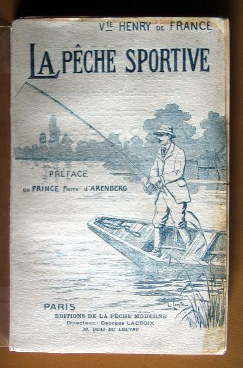 Vte HENRY DE FRANCE
LA PÊCHE SPORTIVE
PRÉFACE
DU PRINCE Pierre d'ARENBERG
PARIS
ÉDITIONS DE LA PÊCHE MODERNE
Directeur : Georges LACROIX
QUAI DU LOUVRE